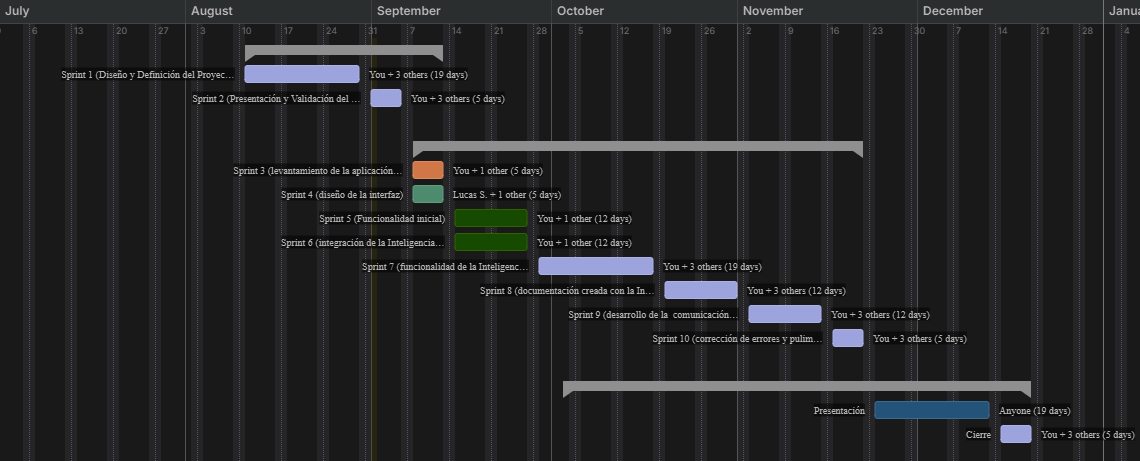 July August September October November December Janua
6 13 20 27 3 10 17 24 31 7 14 21 28 5 12 19 26 2 9 16 23 30 7 14 21 28 4
Sprint 1 (Diseño y Definición del Proyec... You + 3 others (19 days)
Sprint 2 (Presentación y Validación del ... You + 3 others (5 days)
Sprint 3 (levantamiento de la aplicación... You + 1 other (5 days)
Sprint 4 (diseño de la interfaz) Lucas S. + 1 other (5 days)
Sprint 5 (Funcionalidad inicial) You + 1 other (12 days)
Sprint 6 (integración de la Inteligencia... You + 1 other (12 days)
Sprint 7 (funcionalidad de la Inteligenc... You + 3 others (19 days)
Sprint 8 (documentación creada con la In... You + 3 others (12 days)
Sprint 9 (desarrollo de la comunicación... You + 3 others (12 days)
Sprint 10 (corrección de errores y pulim... You + 3 others (5 days)
Presentación Anyone (19 days)
Cierre You + 3 others (5 days)